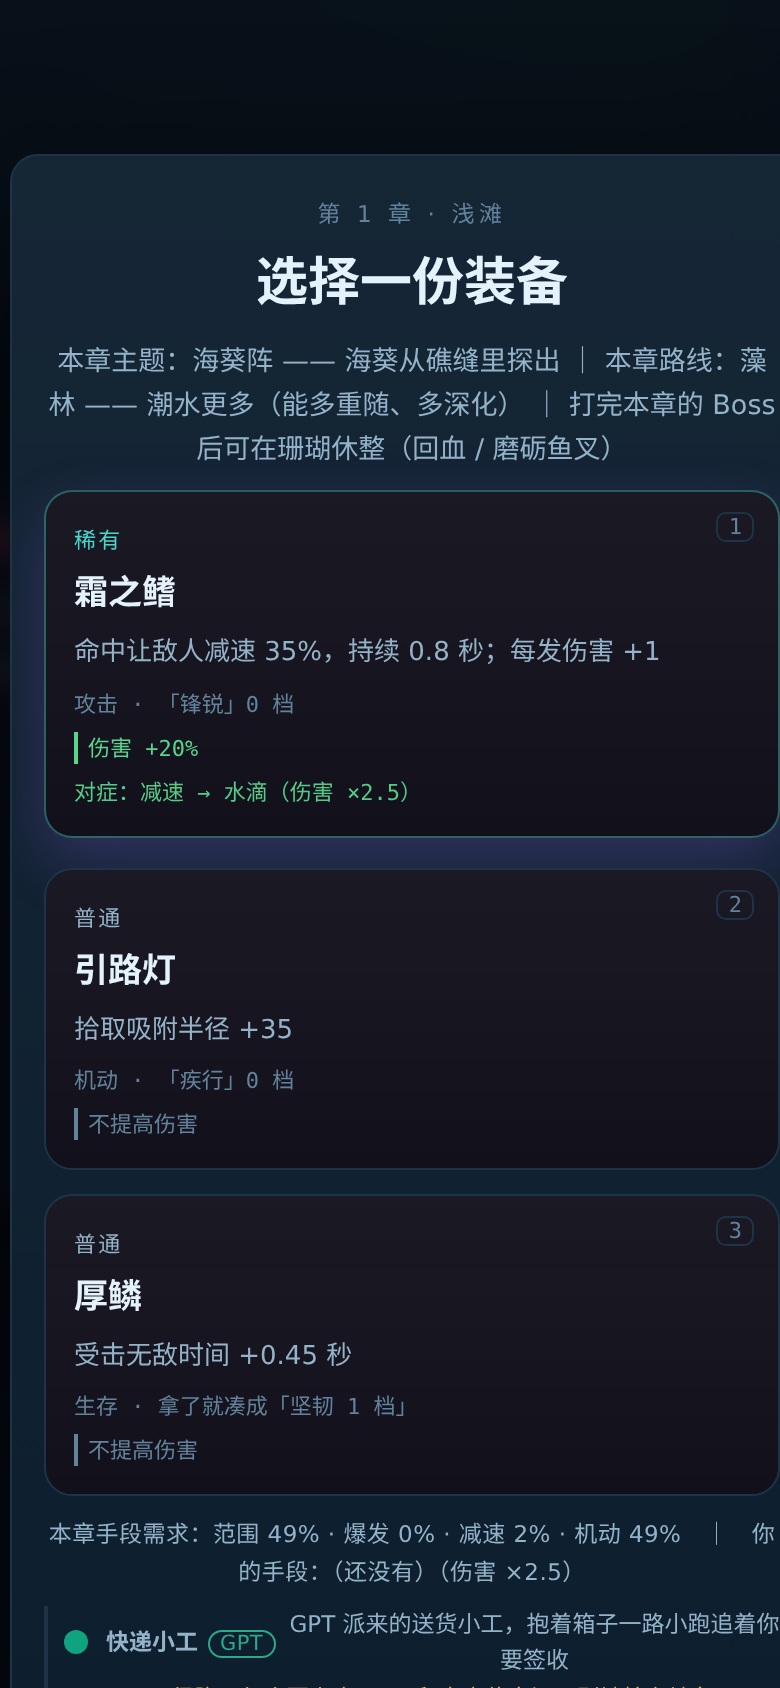 第 1 章 · 浅滩
选择一份装备
本章主题：海葵阵 —— 海葵从礁缝里探出 ｜ 本章路线：藻
林 —— 潮水更多（能多重随、多深化） ｜ 打完本章的 Boss
后可在珊瑚休整（回血 / 磨砺鱼叉）
1
稀有
霜之鳍
命中让敌人减速 35%，持续 0.8 秒；每发伤害 +1
攻击 · 「锋锐」0 档
伤害 +20%
对症：减速 → 水滴（伤害 ×2.5）
2
普通
引路灯
拾取吸附半径 +35
机动 · 「疾行」0 档
不提高伤害
3
普通
厚鳞
受击无敌时间 +0.45 秒
生存 · 拿了就凑成「坚韧 1 档」
不提高伤害
本章手段需求：范围 49% · 爆发 0% · 减速 2% · 机动 49% ｜ 你
的手段：（还没有）（伤害 ×2.5）
快递小工 GPT GPT 派来的送货小工，抱着箱子一路小跑追着你
要签收